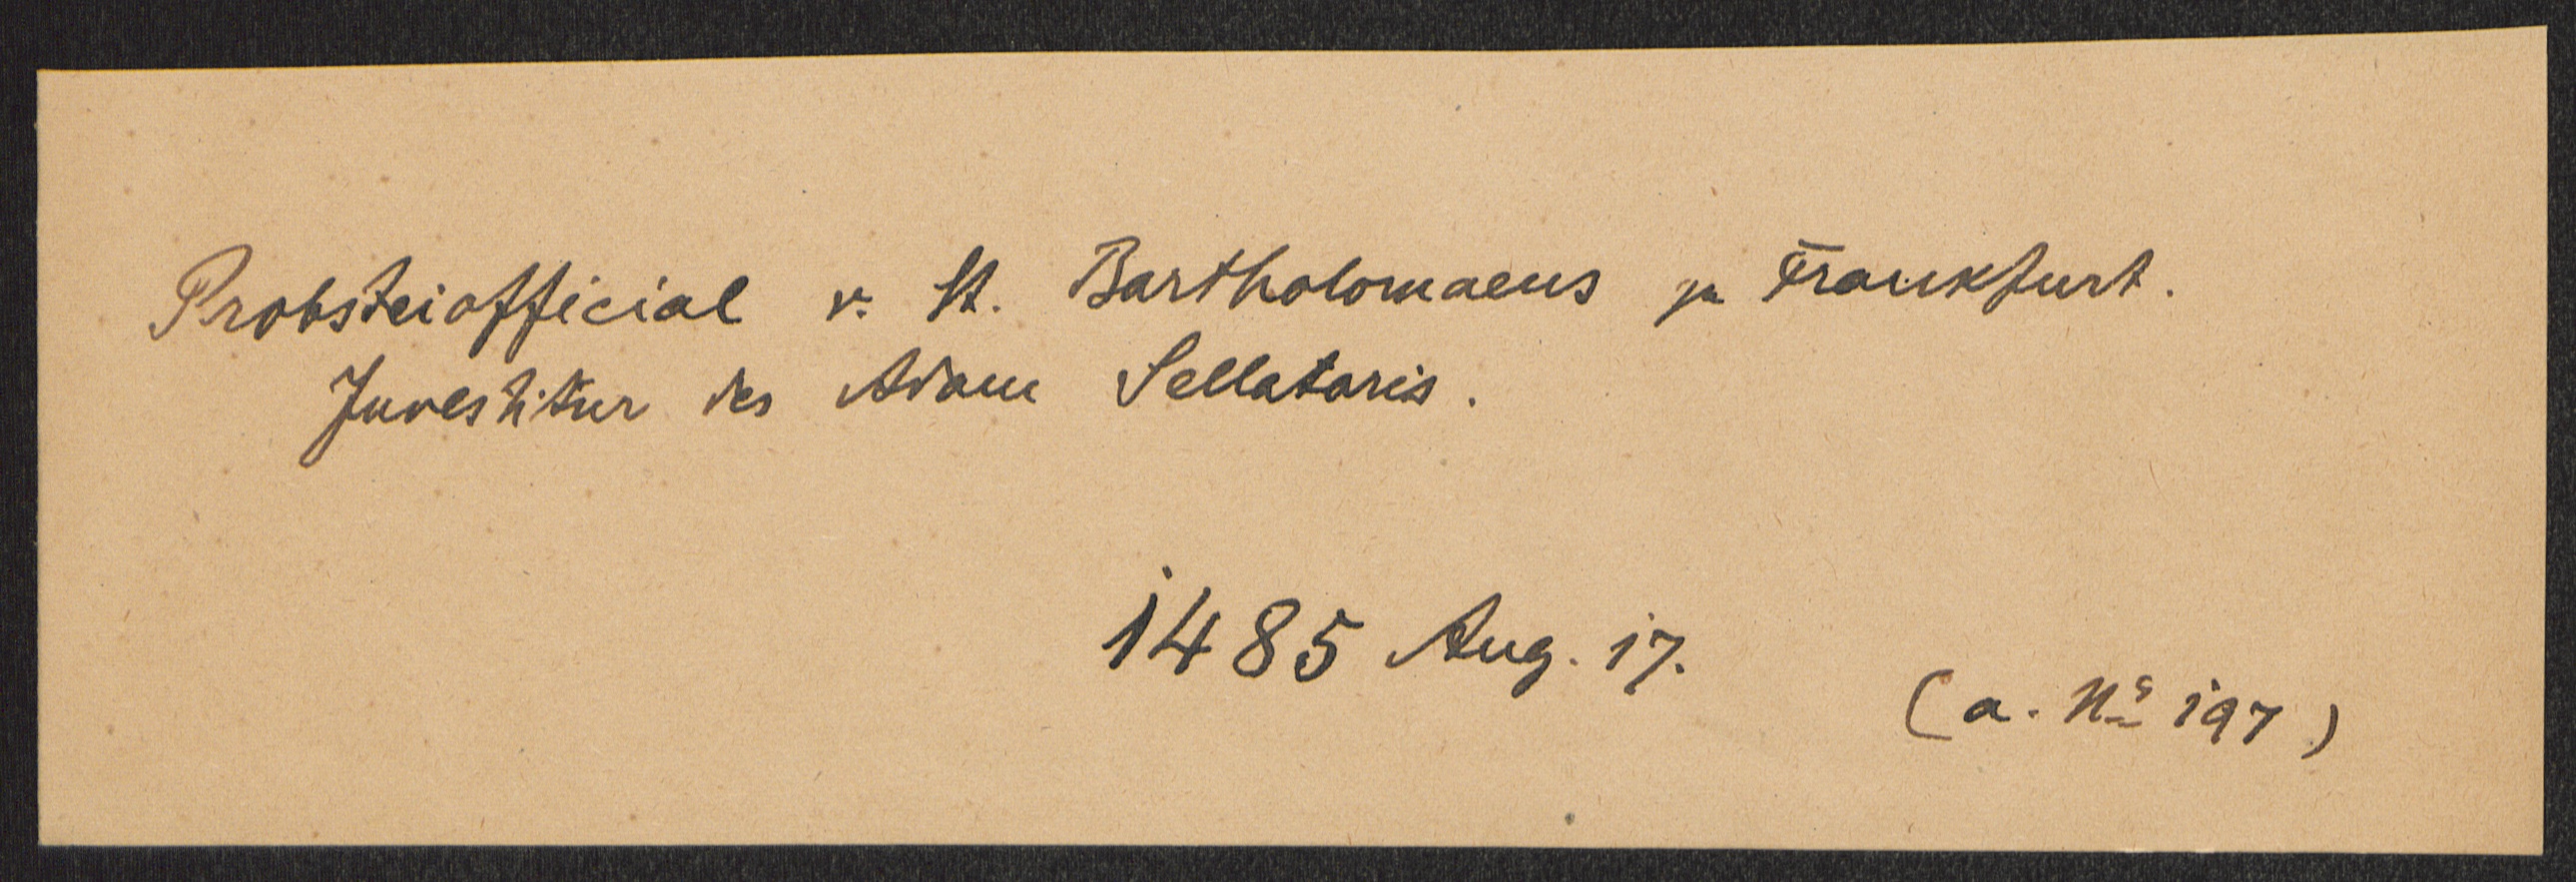 Probsteiofficial v. St. Bartholomaeus zu Frankfurt.
Investitur des Adam Sellatoris.
1485 Aug. 17.
(a. No 197)